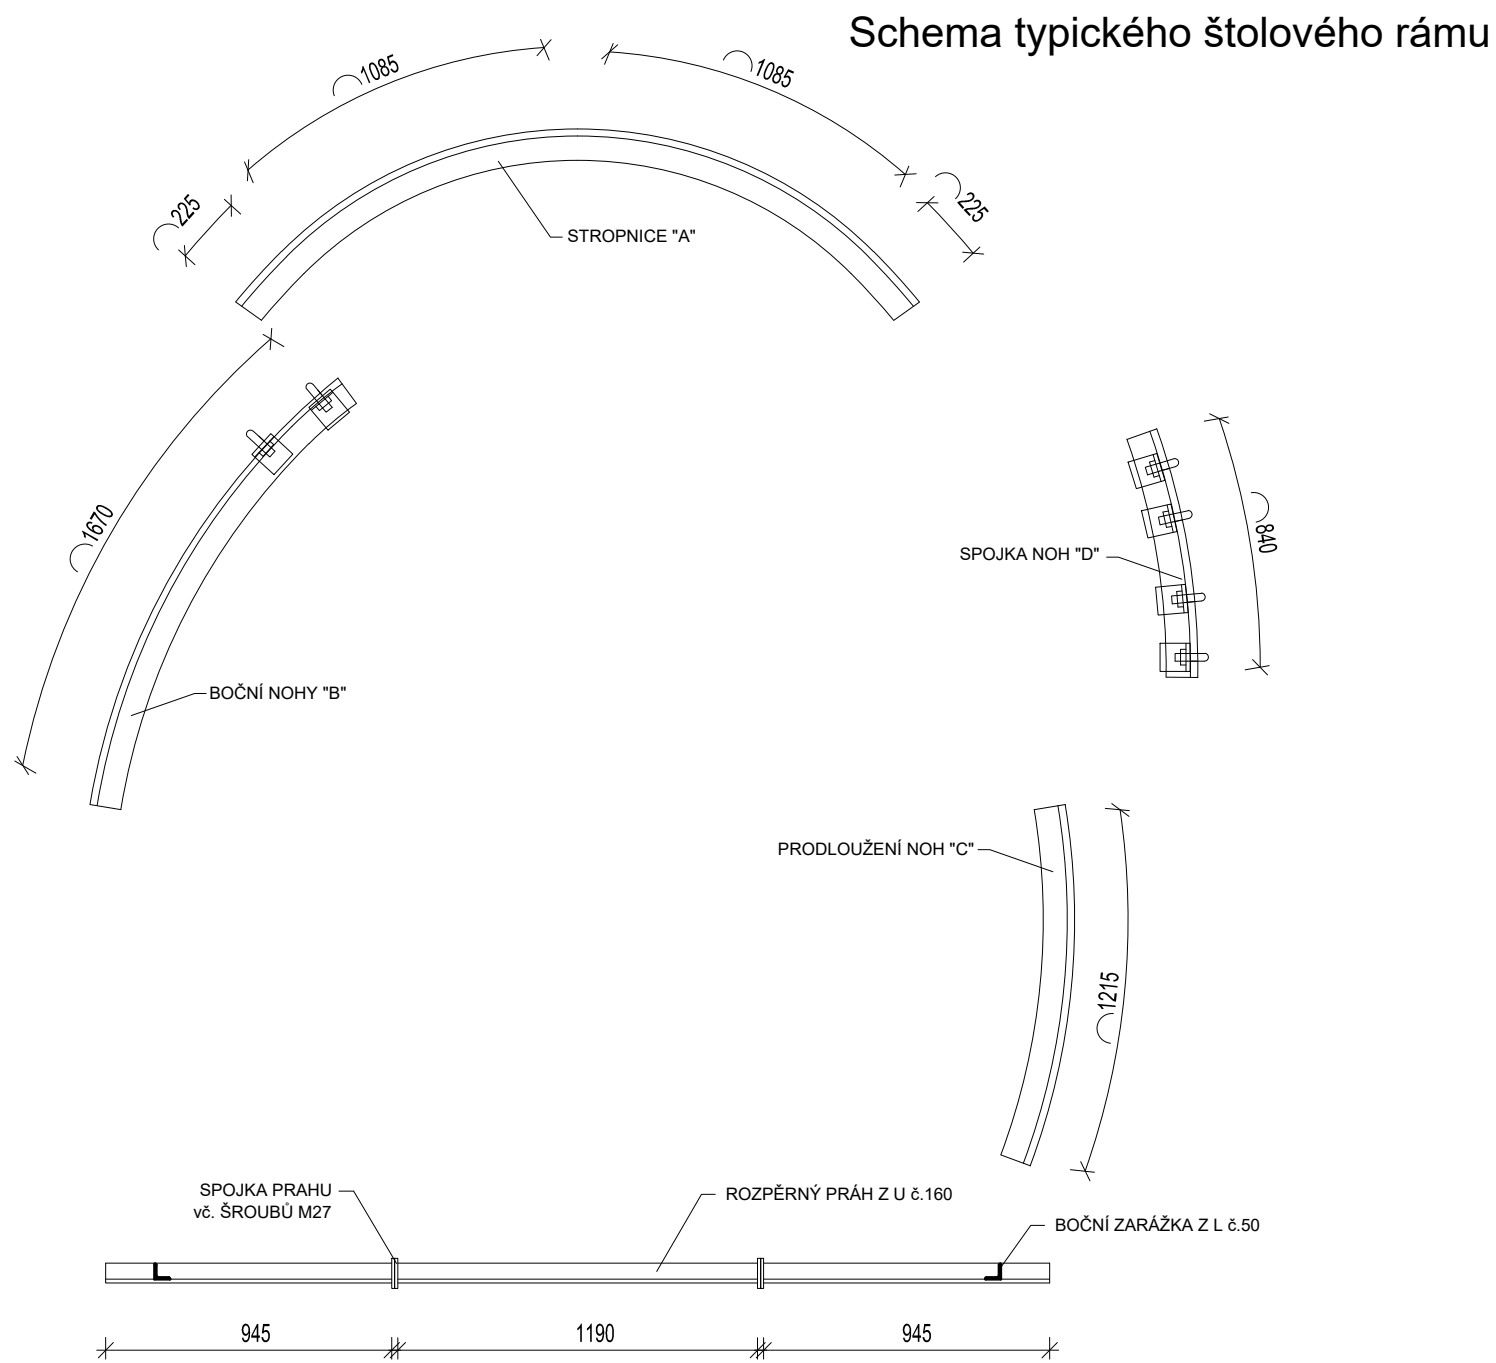 Schema typického štolového rámu
1085
1085
225
225
STROPNICE "A"
1670
840
SPOJKA NOH "D"
BOČNÍ NOHY "B"
PRODLOUŽENÍ NOH "C"
1215
SPOJKA PRAHU
vč. ŠROUBŮ M27
ROZPĚRNÝ PRÁH Z U č.160
BOČNÍ ZARÁŽKA Z L č.50
945
1190
945